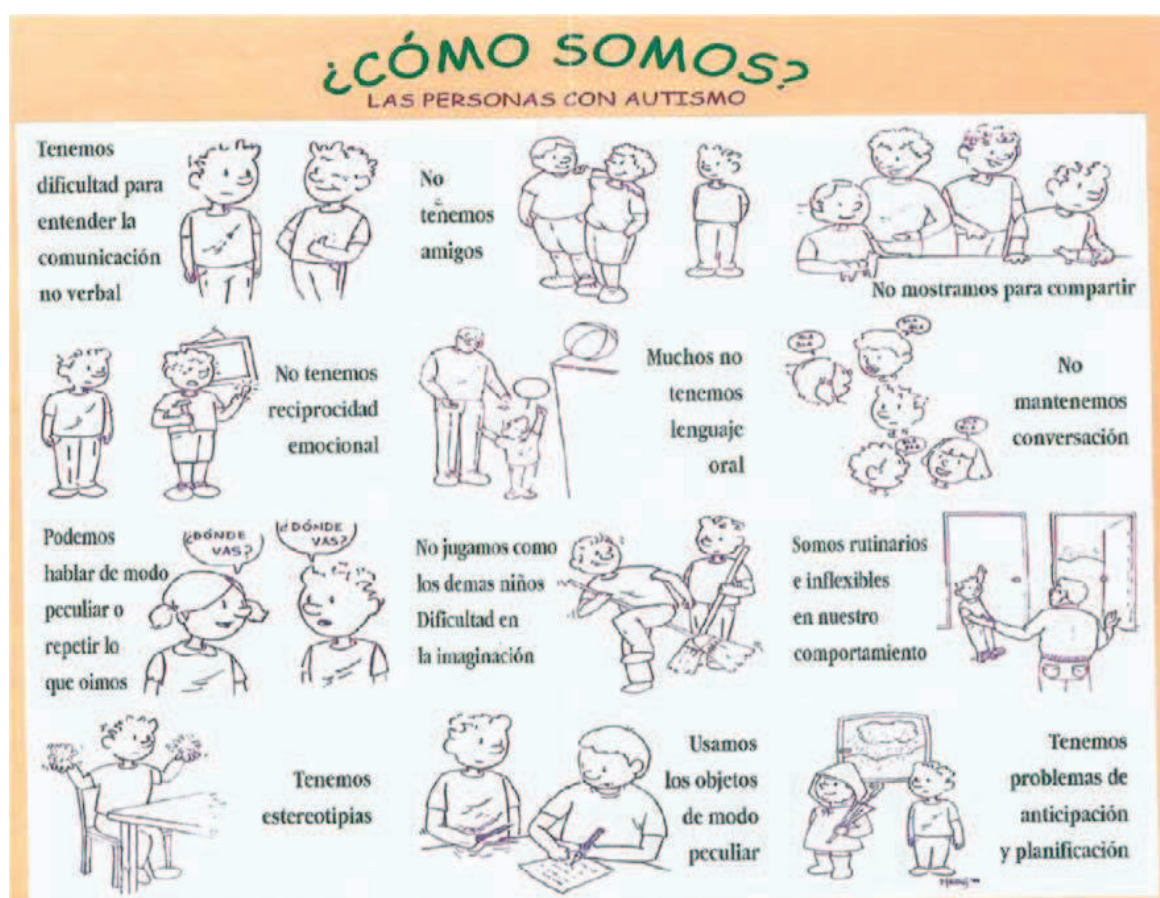 ¿CÓMO SOMOS?
LAS PERSONAS CON AUTISMO
Tenemos
dificultad para
entender la
comunicación
no verbal
No
tenemos
amigos
No mostramos para compartir
No tenemos
reciprocidad
emocional
Muchos no
tenemos
lenguaje
oral
No
mantenemos
conversación
Podemos
hablar de modo
peculiar o
repetir lo
que oimos
¿DÓNDE
VAS?
¿DÓNDE
VAS?
No jugamos como
los demas niños
Dificultad en
la imaginación
Somos rutinarios
e inflexibles
en nuestro
comportamiento
Tenemos
estereotipias
Usamos
los objetos
de modo
peculiar
Tenemos
problemas de
anticipación
y planificación